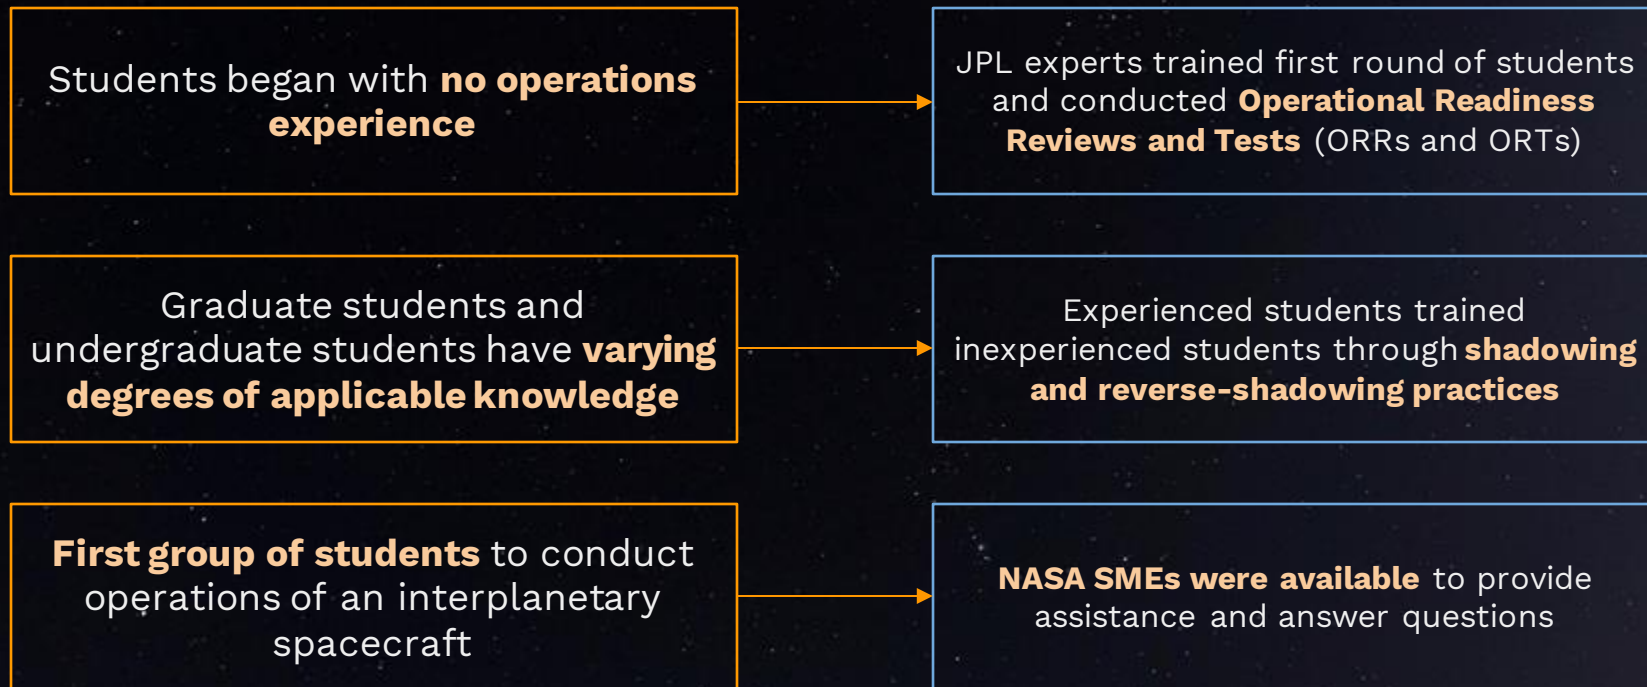 Students began with no operations
experience
JPL experts trained first round of students
and conducted Operational Readiness
Reviews and Tests (ORRs and ORTs)
Graduate students and
undergraduate students have varying
degrees of applicable knowledge
Experienced students trained
inexperienced students through shadowing
and reverse-shadowing practices
First group of students to conduct
operations of an interplanetary
spacecraft
NASA SMEs were available to provide
assistance and answer questions